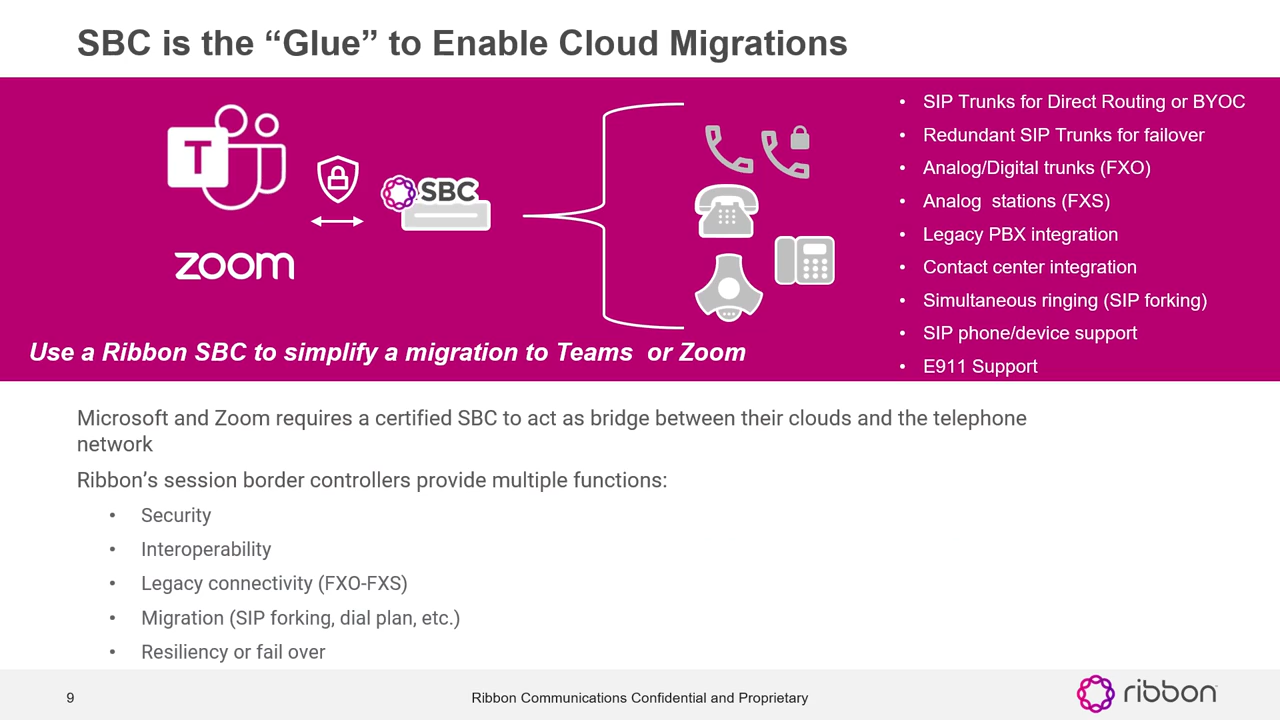 SBC is the “Glue” to Enable Cloud Migrations
T
SBC
zoom
Use a Ribbon SBC to simplify a migration to Teams  or Zoom
• SIP Trunks for Direct Routing or BYOC
• Redundant SIP Trunks for failover
• Analog/Digital trunks (FXO)
• Analog  stations (FXS)
• Legacy PBX integration
• Contact center integration
• Simultaneous ringing (SIP forking)
• SIP phone/device support
• E911 Support
Microsoft and Zoom requires a certified SBC to act as bridge between their clouds and the telephone
network
Ribbon’s session border controllers provide multiple functions:
• Security
• Interoperability
• Legacy connectivity (FXO-FXS)
• Migration (SIP forking, dial plan, etc.)
• Resiliency or fail over
9
Ribbon Communications Confidential and Proprietary
ribbon